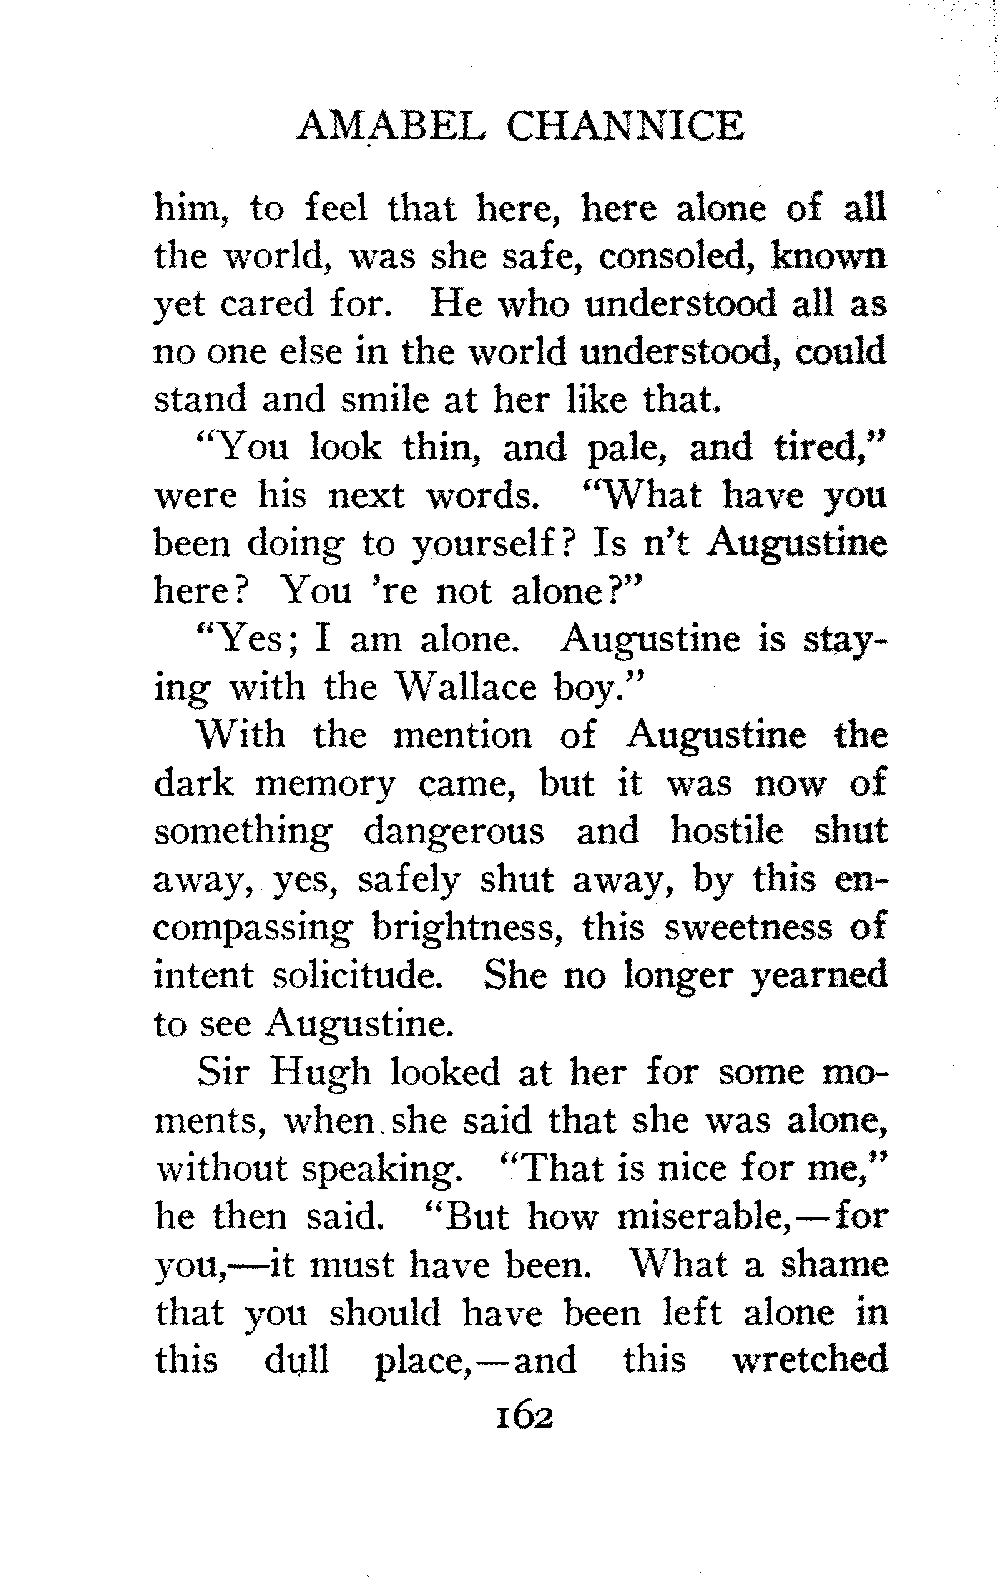 AMABEL CHANNICE
him, to feel that here, here alone of all
the world, was she safe, consoled, known
yet cared for. He who understood all as
no one else in the world understood, could
stand and smile at her like that.
"You look thin, and pale, and tired,"
were his next words. "What have you
been doing to yourself? Is n't Augustine
here? You 're not alone?"
"Yes; I am alone. Augustine is stay-
ing with the Wallace boy."
With the mention of Augustine the
dark memory came, but it was now of
something dangerous and hostile shut
away, yes, safely shut away, by this en-
compassing brightness, this sweetness of
intent solicitude. She no longer yearned
to see Augustine.
Sir Hugh looked at her for some mo-
ments, when she said that she was alone,
without speaking. "That is nice for me,"
he then said. "But how miserable,—for
you,—it must have been. What a shame
that you should have been left alone in
this dull place,—and this wretched
162